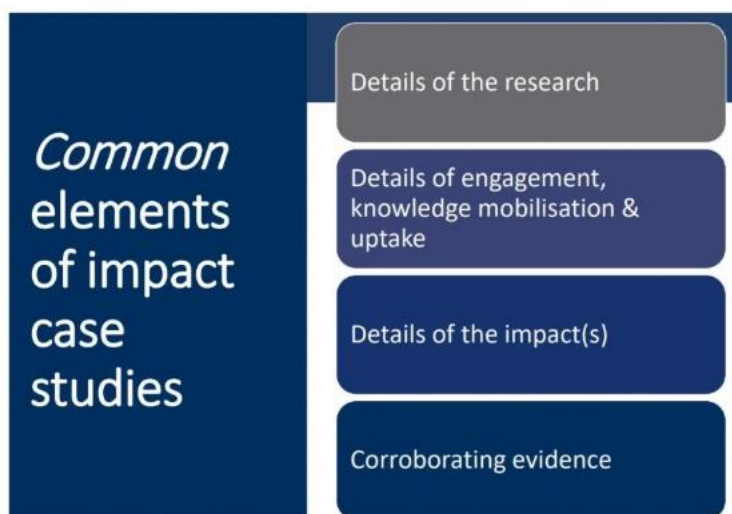 Common
elements
of impact
case
studies
Details of the research
Details of engagement,
knowledge mobilisation &
uptake
Details of the impact(s)
Corroborating evidence